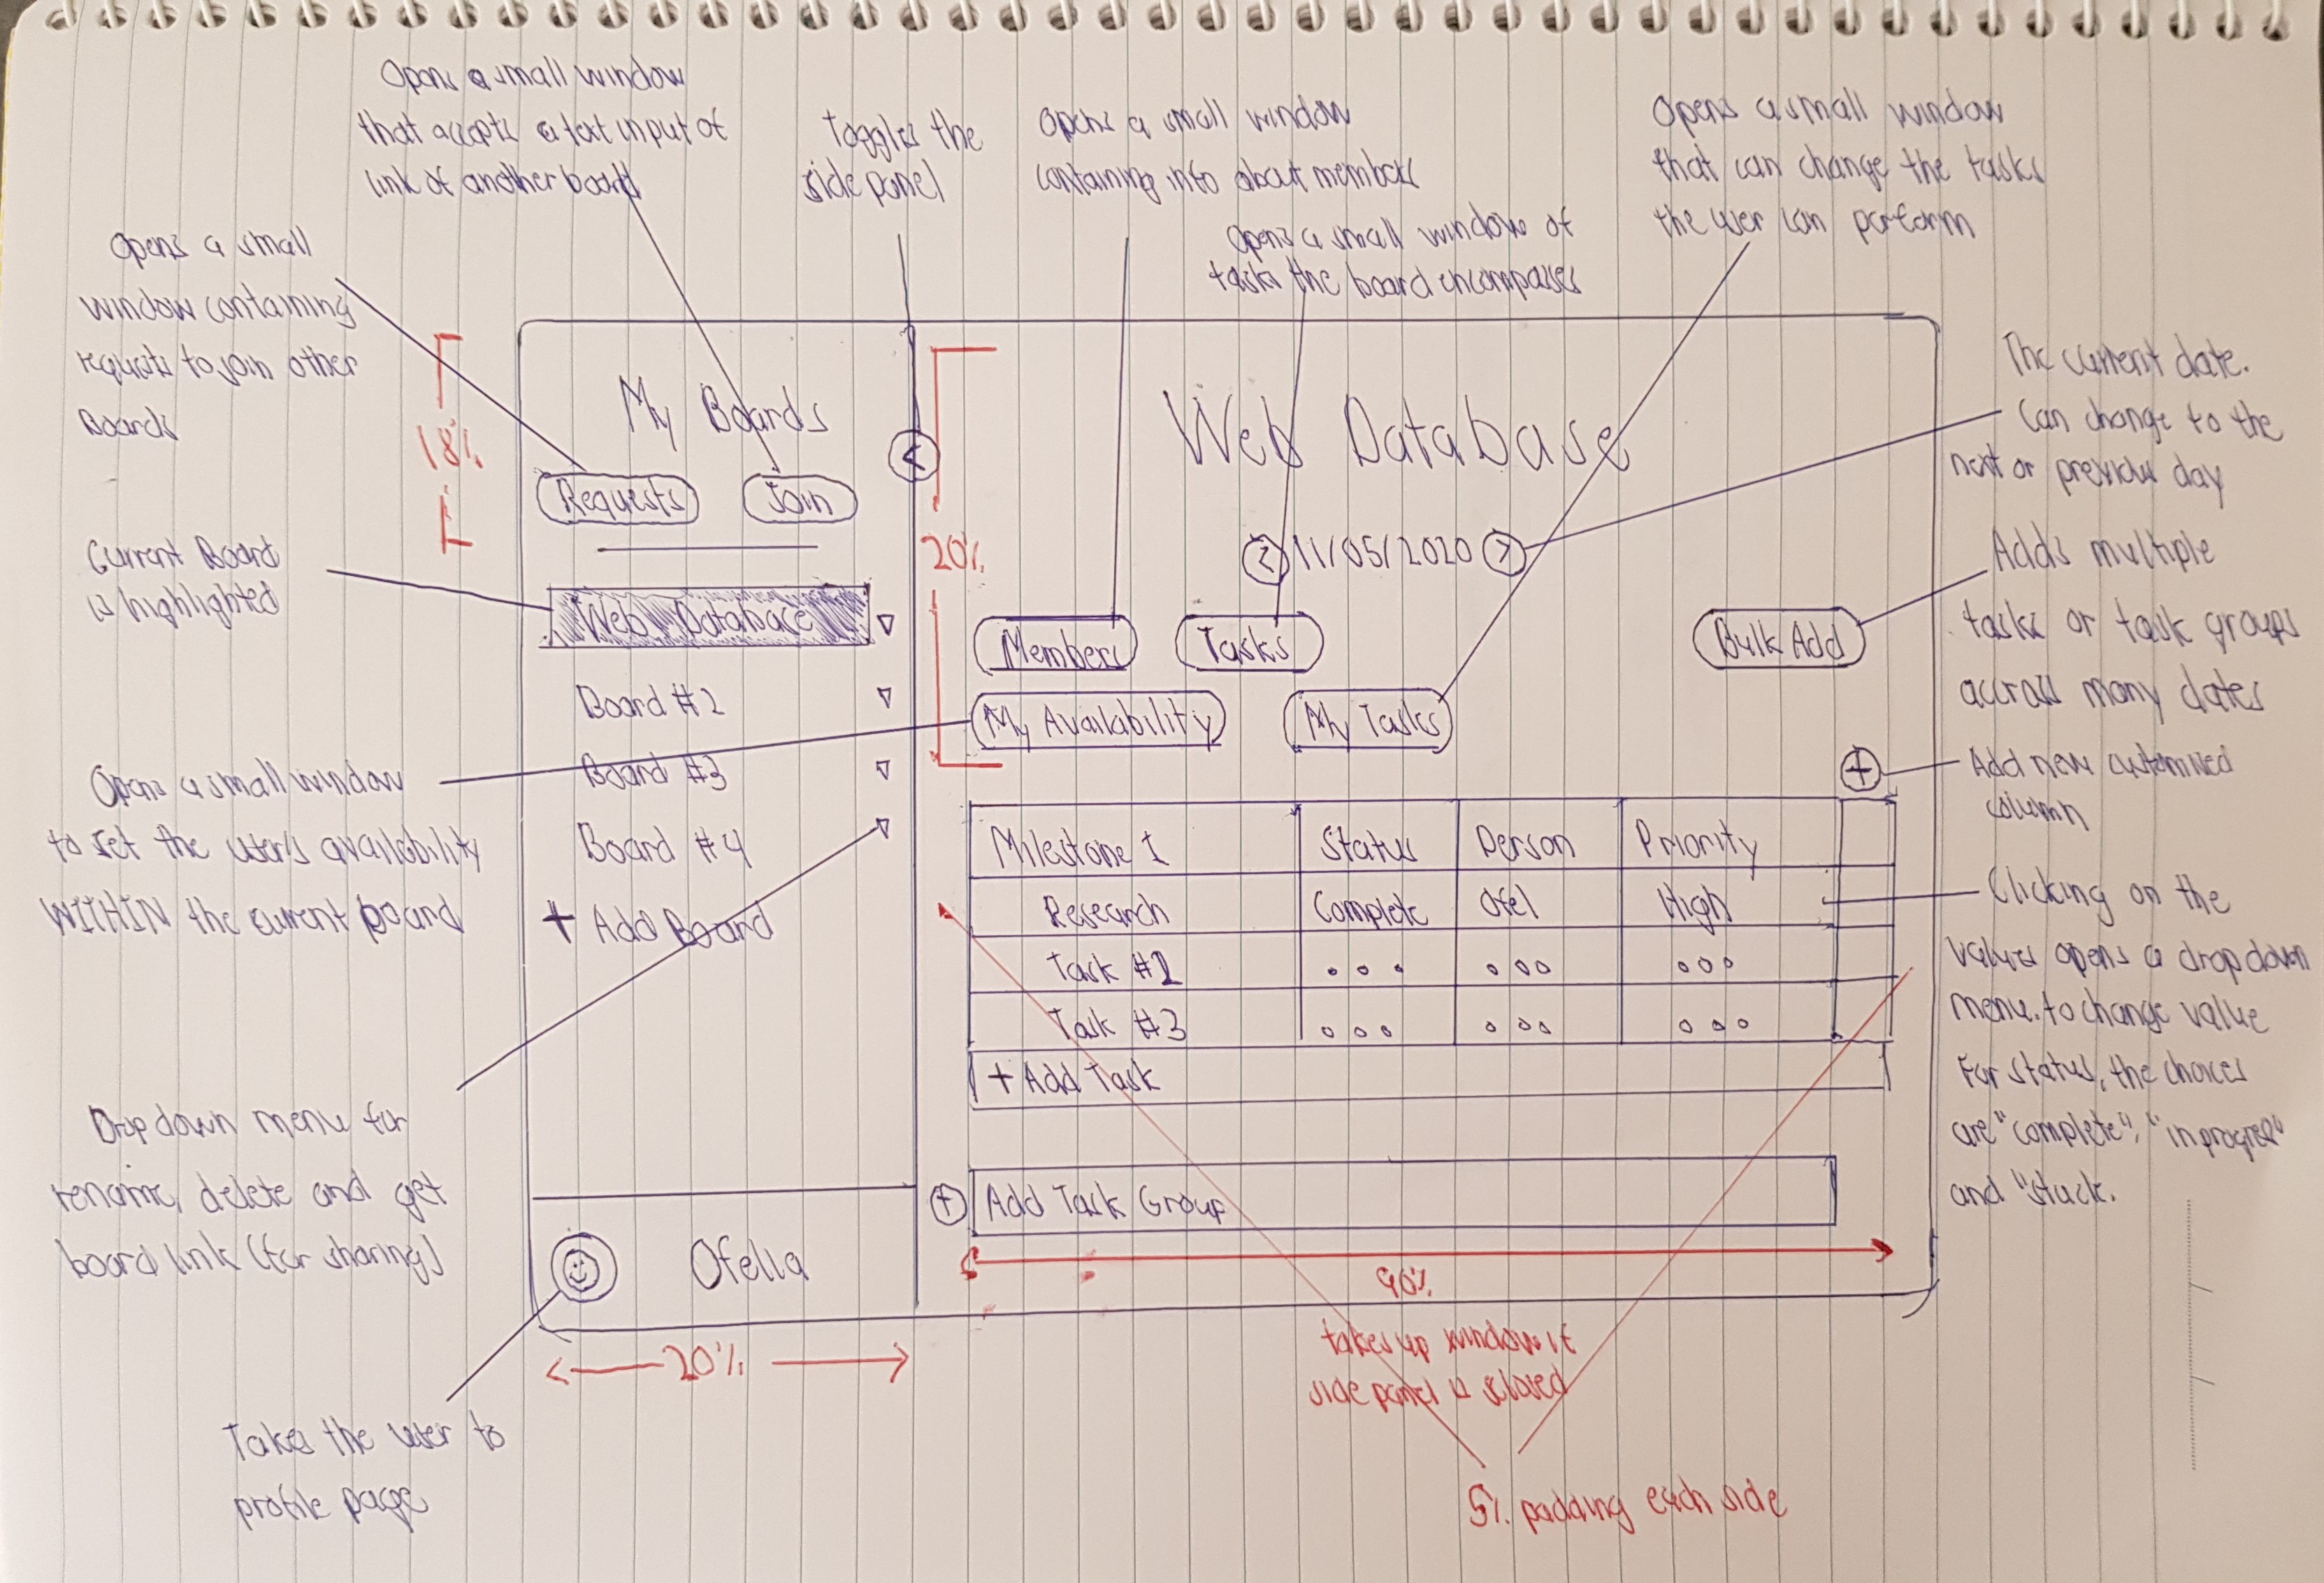 Opens a small window
that accepts a text input of
link of another board
Toggles the
side panel
Opens a small window
containing info about members
Opens a small window of
tasks the board encompasses
Opens a small window
that can change the tasks
the user can perform
Opens a small
window containing
requests to join other
Boards
18%
Current Board
is highlighted
Opens a small window
to set the user's availability
WITHIN the current board
Drop down menu for
rename, delete and get
board link (for sharing)
Takes the user to
profile page
My Boards
Requests
Join
Web Database
Board #2
Board #3
Board #4
+ Add Board
Ofella
20%
<
20%
Web Database
< 11/05/2020 >
Members
Tasks
Bulk Add
My Availability
My Tasks
+
Milestone 1 Status Person Priority
Research Complete Ofel High
Task #2 ...  ... ...
Task #3 ... ... ...
+ Add Task
+ Add Task Group
90%
takes up window if
side panel is closed
5% padding each side
The current date.
Can change to the
next or previous day
Adds multiple
tasks or task groups
accross many dates
Add new customized
column
Clicking on the
values opens a drop down
menu. to change value
For status, the choices
are "complete", "in progress"
and "stuck.